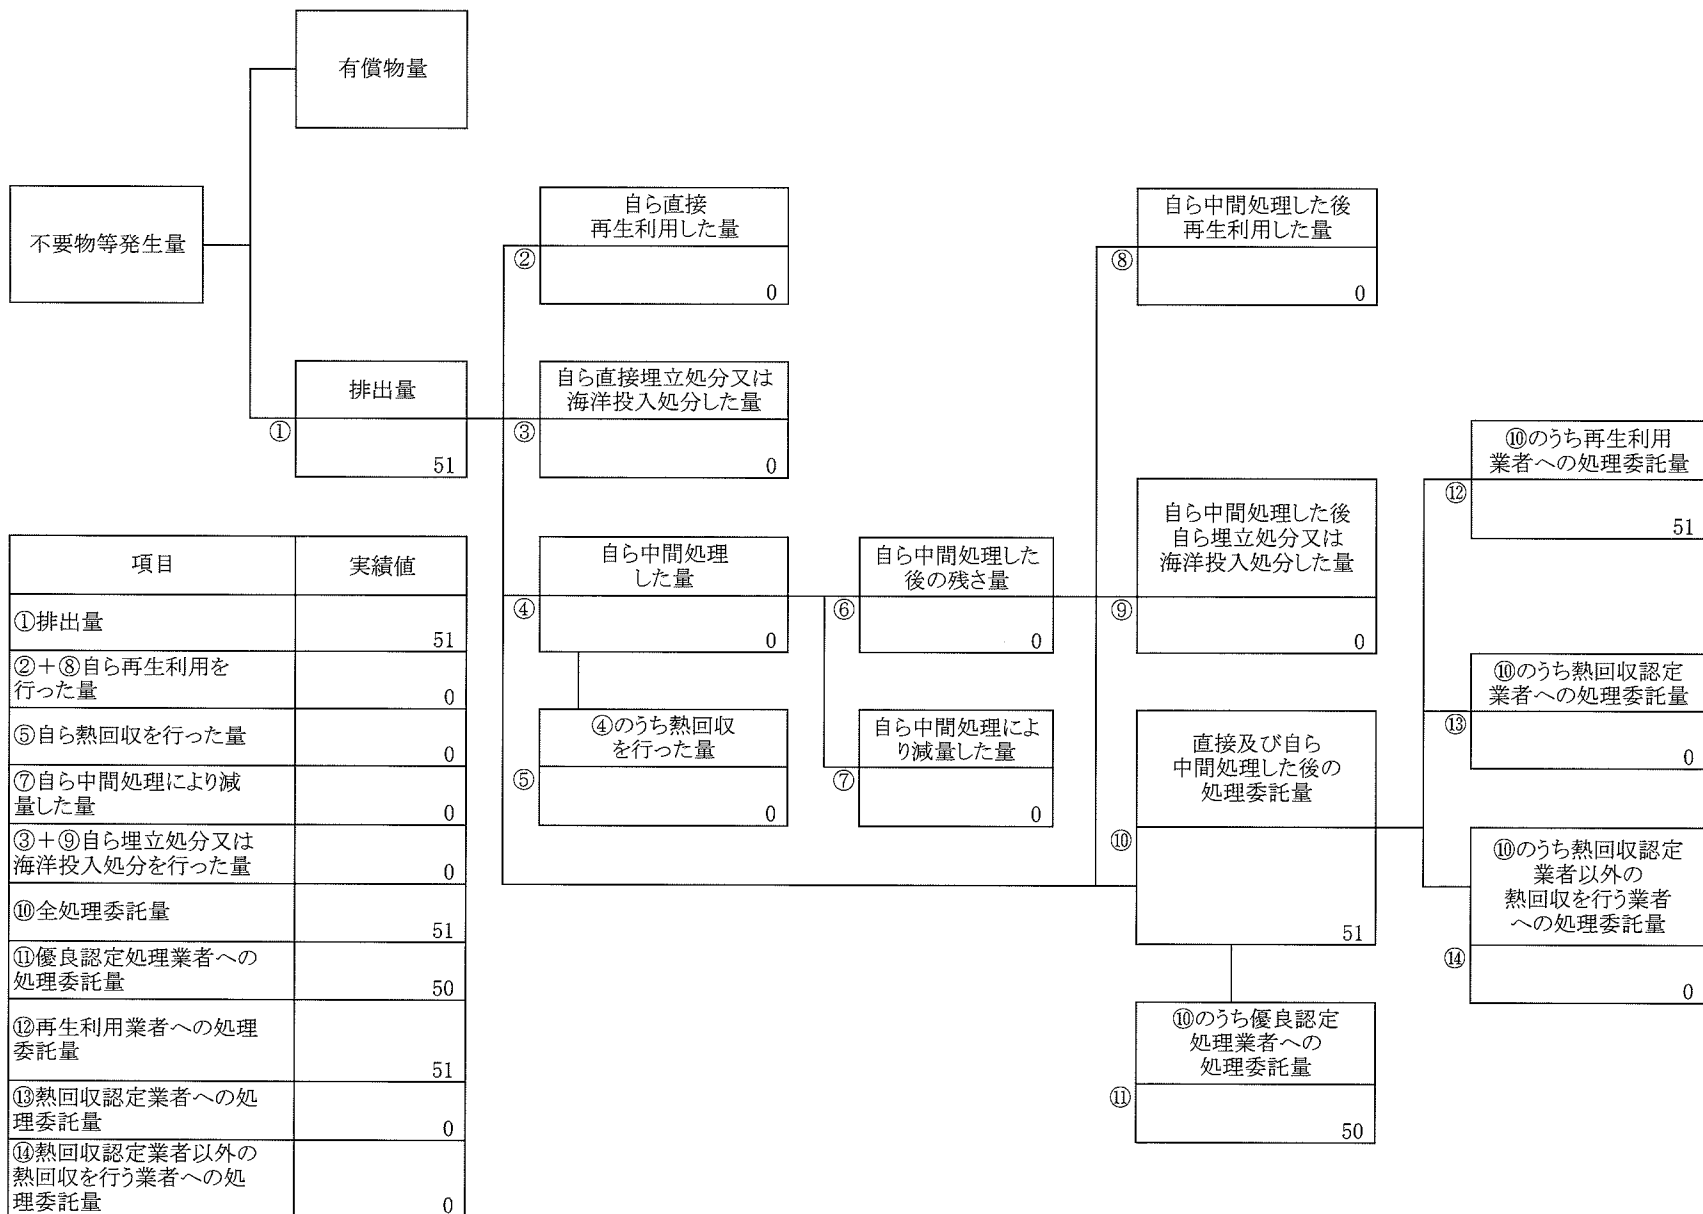 有償物量
不要物等発生量
自ら直接
再生利用した量
②
0
自ら中間処理した後
再生利用した量
⑧
0
排出量
①
51
自ら直接埋立処分又は
海洋投入処分した量
③
0
⑩のうち再生利用
業者への処理委託量
⑫
51
自ら中間処理した後
自ら埋立処分又は
海洋投入処分した量
⑨
0
自ら中間処理
した量
④
0
自ら中間処理した
後の残さ量
⑥
0
⑩のうち熱回収認定
業者への処理委託量
⑬
0
④のうち熱回収
を行った量
⑤
0
自ら中間処理によ
り減量した量
⑦
0
直接及び自ら
中間処理した後の
処理委託量
⑩
51
⑩のうち熱回収認定
業者以外の
熱回収を行う業者
への処理委託量
⑭
0
⑩のうち優良認定
処理業者への
処理委託量
⑪
50
項目 実績値
①排出量
51
②＋⑧自ら再生利用を
行った量
0
⑤自ら熱回収を行った量
0
⑦自ら中間処理により減
量した量
0
③＋⑨自ら埋立処分又は
海洋投入処分を行った量
0
⑩全処理委託量
51
⑪優良認定処理業者への
処理委託量
50
⑫再生利用業者への処理
委託量
51
⑬熱回収認定業者への処
理委託量
0
⑭熱回収認定業者以外の
熱回収を行う業者への処
理委託量
0